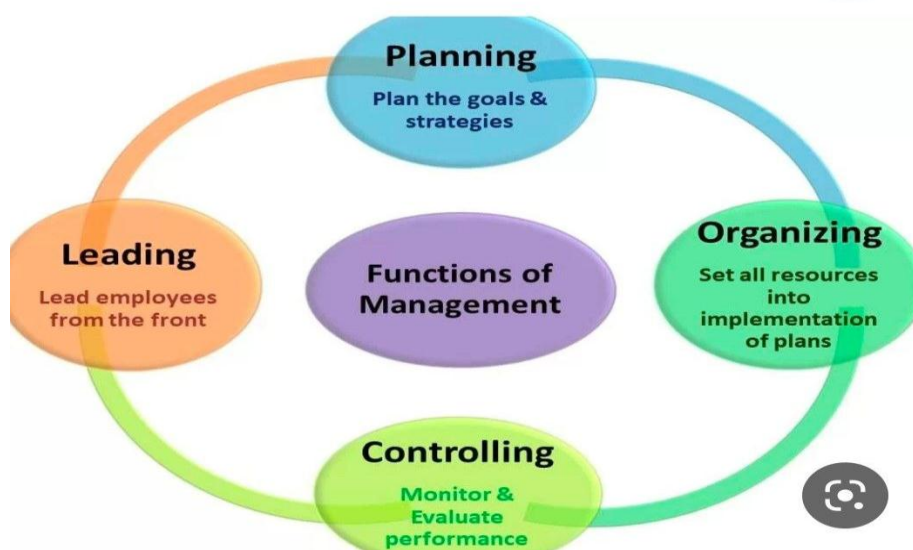 Planning
Plan the goals &
strategies
Leading
Lead employees
from the front
Functions of
Management
Organizing
Set all resources
into
implementation
of plans
Controlling
Monitor &
Evaluate
performance